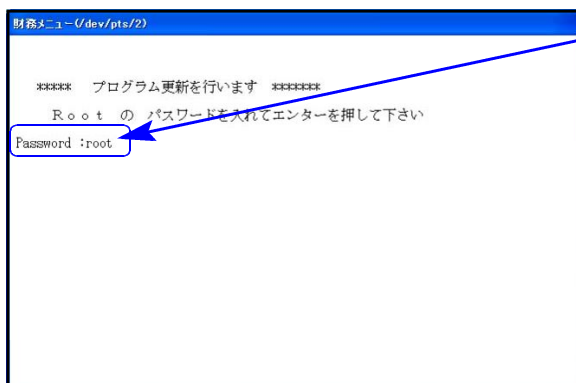 財務メニュー(/dev/pts/2)
***** プログラム更新を行います *******
Root の パスワードを入れてエンターを押して下さい
Password :root